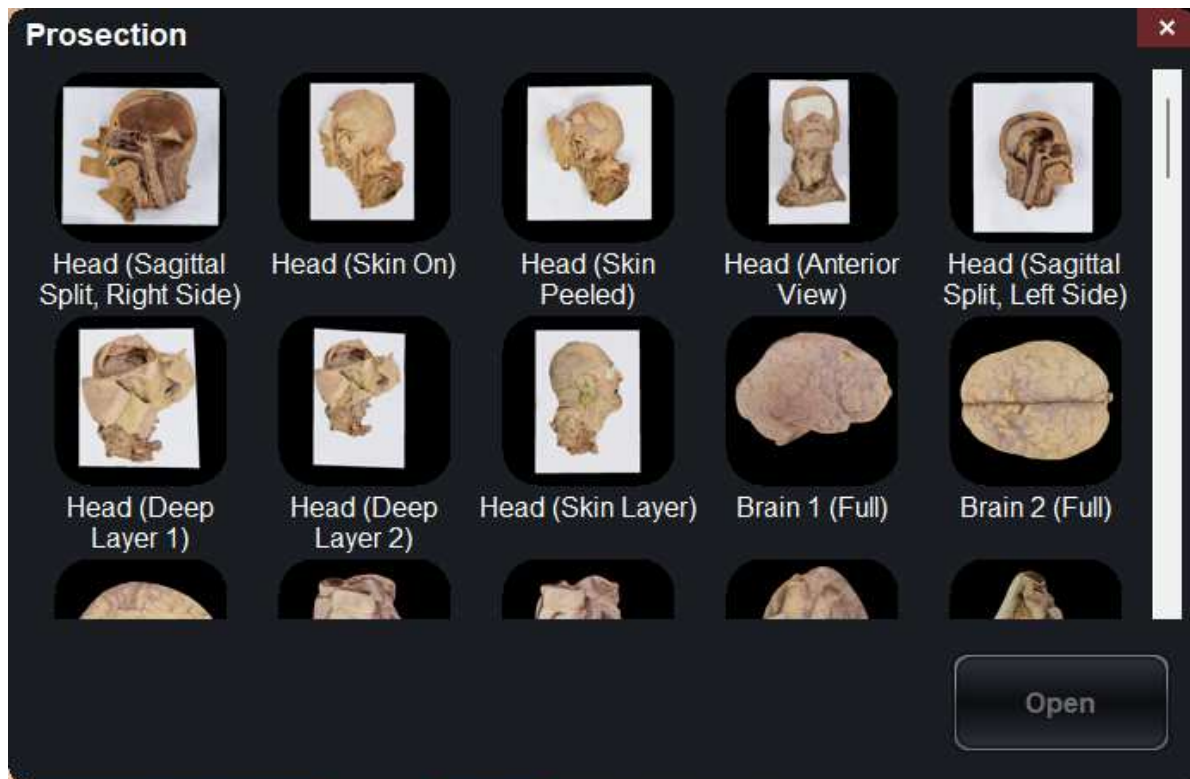 Prosection
×
Head (Sagittal
Split, Right Side)
Head (Skin On)
Head (Skin
Peeled)
Head (Anterior
View)
Head (Sagittal
Split, Left Side)
Head (Deep
Layer 1)
Head (Deep
Layer 2)
Head (Skin Layer)
Brain 1 (Full)
Brain 2 (Full)
Open